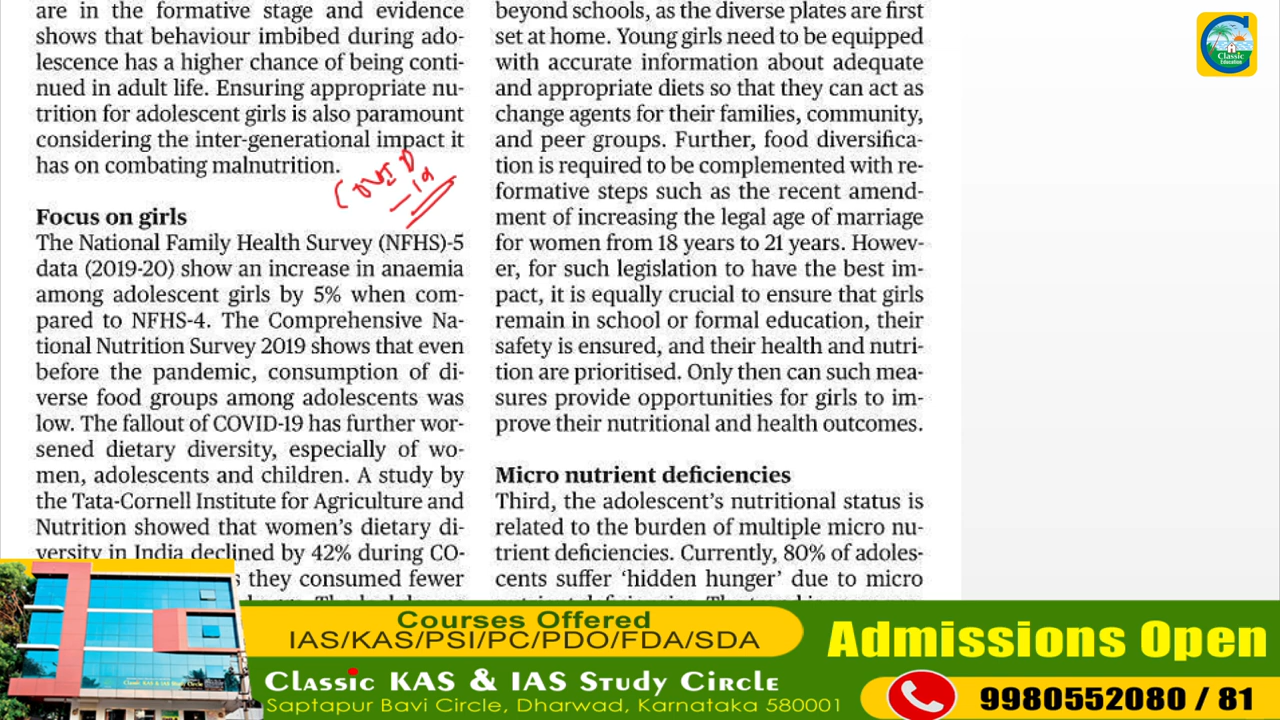 are in the formative stage and evidence
shows that behaviour imbibed during ado-
lescence has a higher chance of being conti-
nued in adult life. Ensuring appropriate nu-
trition for adolescent girls is also paramount
considering the inter-generational impact it
has on combating malnutrition.
COVID
-19
Focus on girls
The National Family Health Survey (NFHS)-5
data (2019-20) show an increase in anaemia
among adolescent girls by 5% when com-
pared to NFHS-4. The Comprehensive Na-
tional Nutrition Survey 2019 shows that even
before the pandemic, consumption of di-
verse food groups among adolescents was
low. The fallout of COVID-19 has further wor-
sened dietary diversity, especially of wo-
men, adolescents and children. A study by
the Tata-Cornell Institute for Agriculture and
Nutrition showed that women's dietary di-
versity in India declined by 42% during CO-
they consumed fewer
beyond schools, as the diverse plates are first
set at home. Young girls need to be equipped
with accurate information about adequate
and appropriate diets so that they can act as
change agents for their families, community,
and peer groups. Further, food diversifica-
tion is required to be complemented with re-
formative steps such as the recent amend-
ment of increasing the legal age of marriage
for women from 18 years to 21 years. Howev-
er, for such legislation to have the best im-
pact, it is equally crucial to ensure that girls
remain in school or formal education, their
safety is ensured, and their health and nutri-
tion are prioritised. Only then can such mea-
sures provide opportunities for girls to im-
prove their nutritional and health outcomes.
Micro nutrient deficiencies
Third, the adolescent's nutritional status is
related to the burden of multiple micro nu-
trient deficiencies. Currently, 80% of adoles-
cents suffer 'hidden hunger' due to micro
Classic
Education
Courses Offered
IAS/KAS/PSI/PC/PDO/FDA/SDA
Classic KAS & IAS Study Circle
Saptapur Bavi Circle, Dharwad, Karnataka 580001
Admissions Open
9980552080 / 81